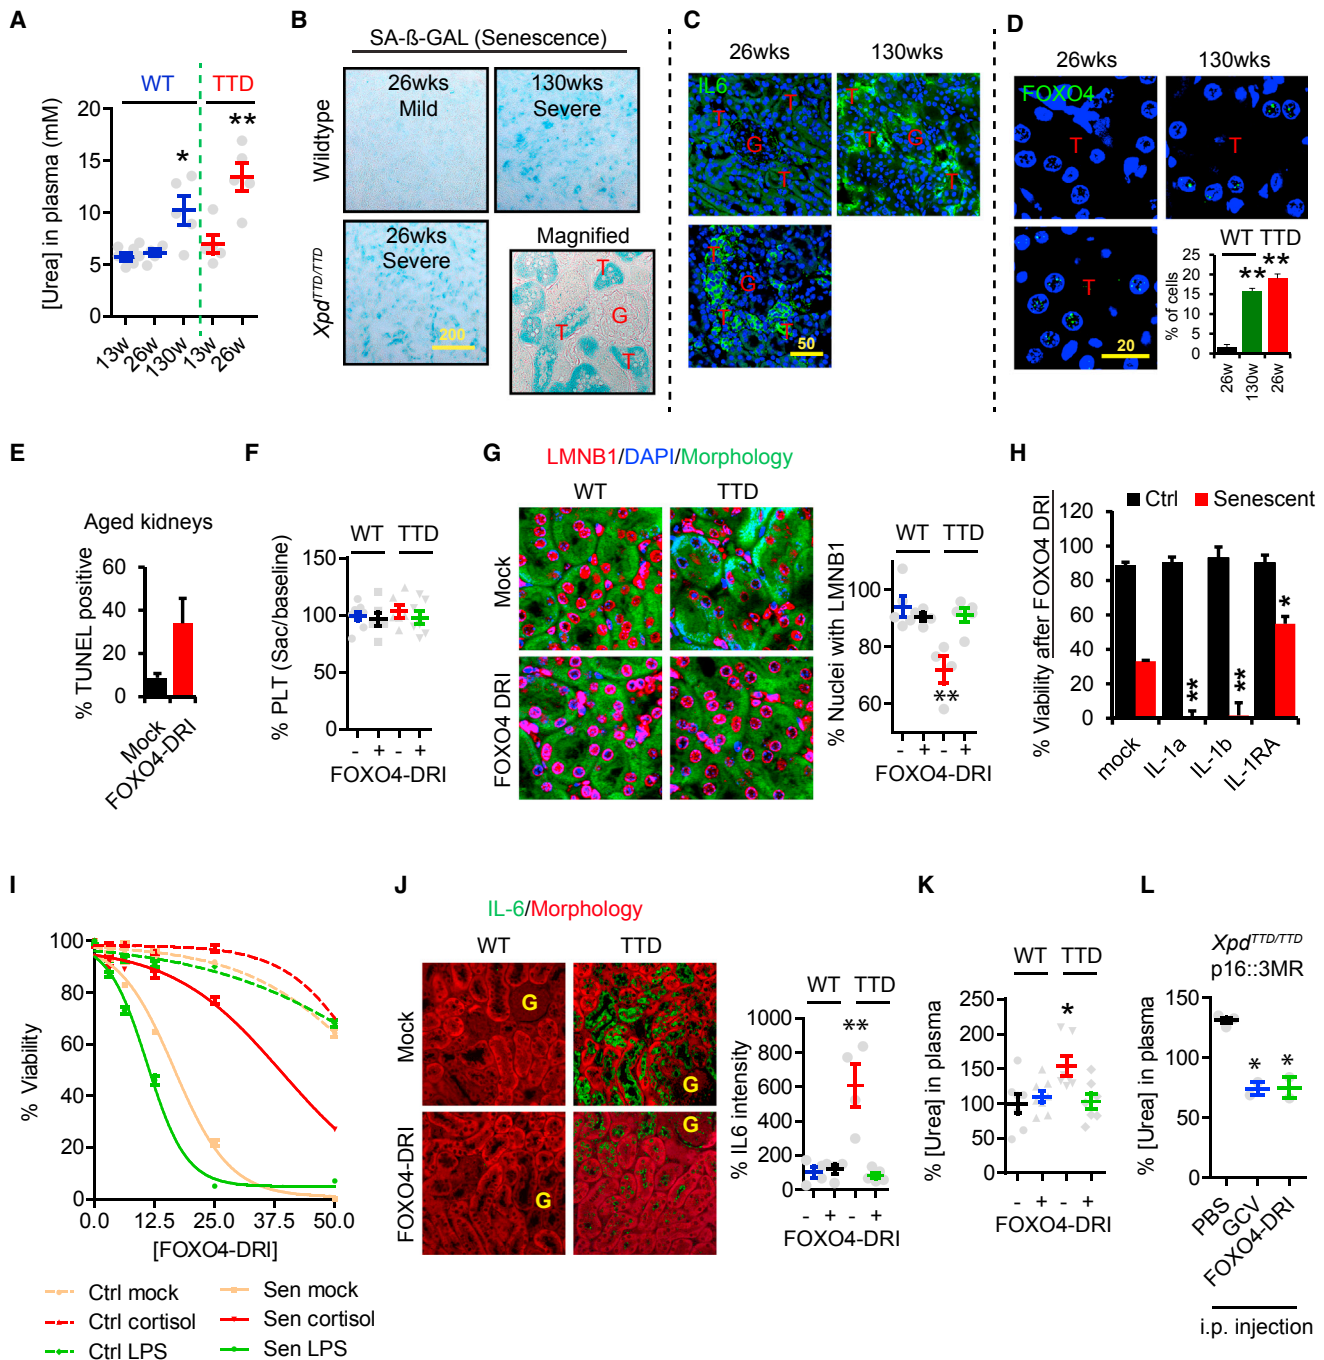 A
WT
TTD
[Urea] in plasma (mM)
20
15
10
5
0
*
**
13w
26w
130w
13w
26w
B
SA-ß-GAL (Senescence)
Wildtype
26wks
Mild
130wks
Severe
Xpd^TTD/TTD
26wks
Severe
200
Magnified
T
T
G
T
C
26wks
130wks
IL6
T
T
G
T
T
T
G
T
T
G
T
T
50
D
26wks
130wks
FOXO4
T
T
T
20
WT TTD
% of cells
25
20
15
10
5
0
**
**
26w
130w
26w
E
Aged kidneys
% TUNEL positive
60
40
20
0
Mock
FOXO4-DRI
F
WT TTD
% PLT (Sac/baseline)
150
100
50
0
- + - +
FOXO4-DRI
G
LMNB1/DAPI/Morphology
WT
TTD
Mock
FOXO4 DRI
WT TTD
% Nuclei with LMNB1
100
80
60
**
- + - +
FOXO4-DRI
H
Ctrl
Senescent
% Viability after FOXO4 DRI
120
90
80
60
40
20
0
**
**
*
mock
IL-1a
IL-1b
IL-1RA
I
% Viability
100
80
60
40
20
0
0.0 12.5 25.0 37.5 50.0
[FOXO4-DRI]
Ctrl mock
Ctrl cortisol
Ctrl LPS
Sen mock
Sen cortisol
Sen LPS
J
IL-6/Morphology
WT
TTD
Mock
FOXO4-DRI
G
G
G
G
WT TTD
% IL6 intensity
1000
800
600
400
200
0
**
- + - +
FOXO4-DRI
K
WT TTD
% [Urea] in plasma
250
200
150
100
50
0
*
- + - +
FOXO4-DRI
L
Xpd^TTD/TTD
p16::3MR
% [Urea] in plasma
150
100
50
0
*
*
PBS
GCV
FOXO4-DRI
i.p. injection